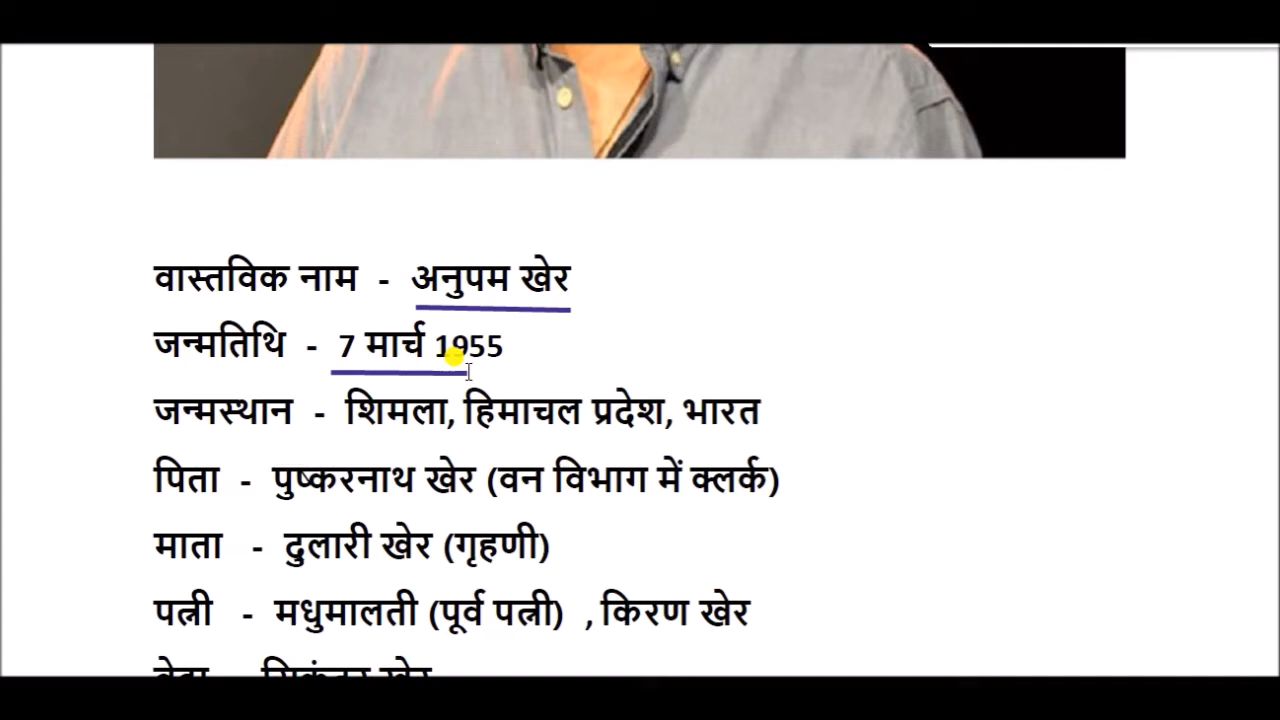 वास्तविक नाम - अनुपम खेर
जन्मतिथि - 7 मार्च 1955
जन्मस्थान - शिमला, हिमाचल प्रदेश, भारत
पिता - पुष्करनाथ खेर (वन विभाग में क्लर्क)
माता - दुलारी खेर (गृहणी)
पत्नी - मधुमालती (पूर्व पत्नी) , किरण खेर
बेटा - सिकंदर खेर